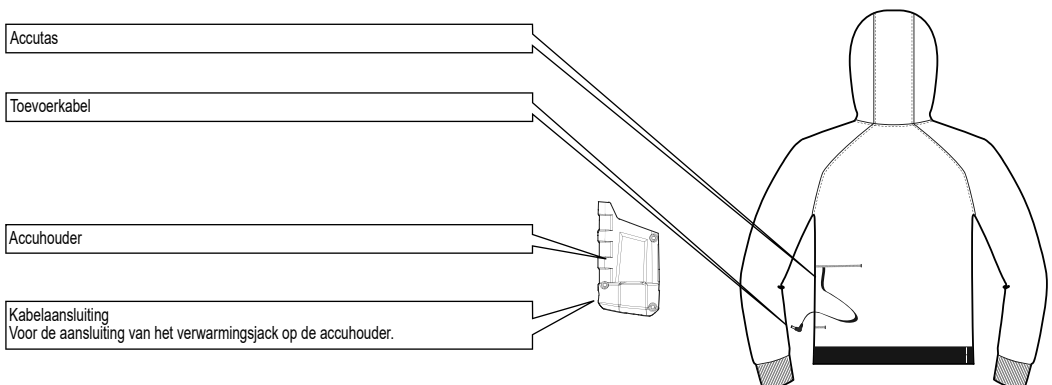 Accutas
Toevoerkabel
Accuhouder
Kabelaansluiting
Voor de aansluiting van het verwarmingsjack op de accuhouder.